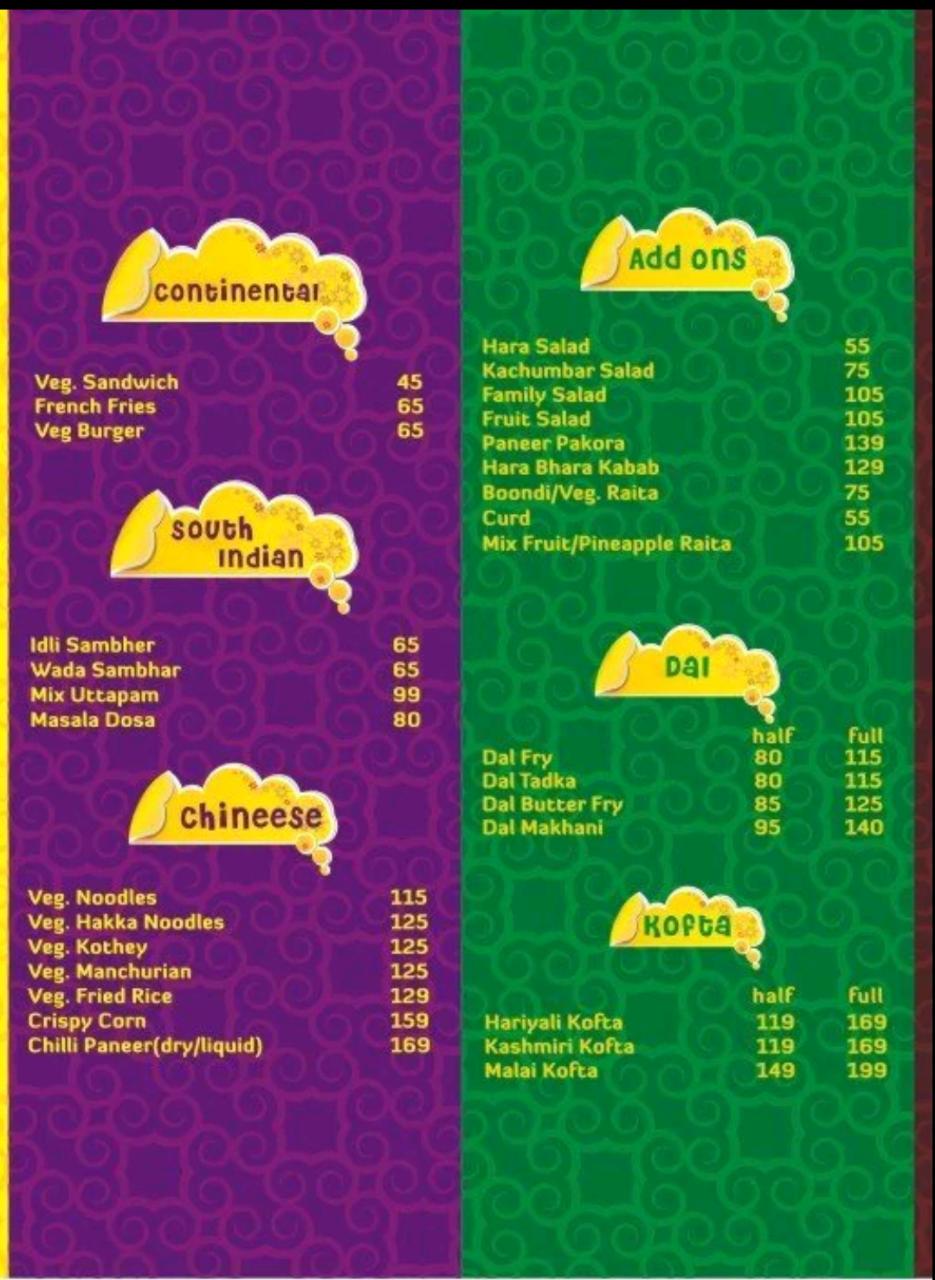 continental
Veg. Sandwich 45
French Fries 65
Veg Burger 65
south
Indian
Idli Sambher 65
Wada Sambhar 65
Mix Uttapam 99
Masala Dosa 80
chineese
Veg. Noodles 115
Veg. Hakka Noodles 125
Veg. Kothey 125
Veg. Manchurian 125
Veg. Fried Rice 129
Crispy Corn 159
Chilli Paneer(dry/liquid) 169
Add ons
Hara Salad 55
Kachumbar Salad 75
Family Salad 105
Fruit Salad 105
Paneer Pakora 139
Hara Bhara Kabab 129
Boondi/Veg. Raita 75
Curd 55
Mix Fruit/Pineapple Raita 105
Dal
half full
Dal Fry 80 115
Dal Tadka 80 115
Dal Butter Fry 85 125
Dal Makhani 95 140
Kofta
half full
Hariyali Kofta 119 169
Kashmiri Kofta 119 169
Malai Kofta 149 199